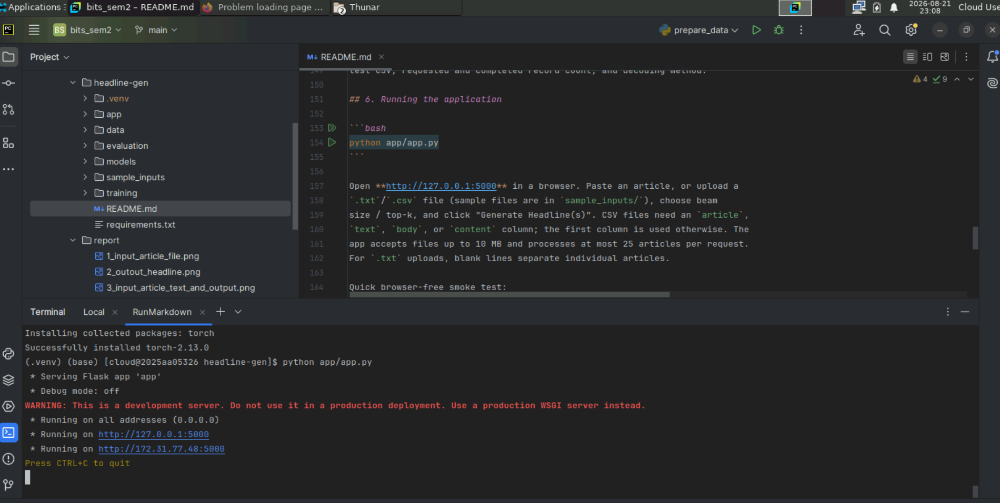 Applications
bits_sem2 – README.md
Problem loading page ...
2
Thunar
2026-08-21
23:08
Cloud Use
PC
BS
bits_sem2
main
prepare_data
Project
README.md
headline-gen
.venv
app
data
evaluation
models
sample_inputs
training
README.md
requirements.txt
report
1_input_article_file.png
2_outout_headline.png
3_input_article_text_and_output.png
4
9
149 test CSV, requested and completed record count, and decoding method.
150
151 ## 6. Running the application
152
153 ```bash
154 python app/app.py
155 ```
156
157 Open **http://127.0.0.1:5000** in a browser. Paste an article, or upload a
158 `.txt`/`.csv` file (sample files are in `sample_inputs/`), choose beam
159 size / top-k, and click "Generate Headline(s)". CSV files need an `article`,
160 `text`, `body`, or `content` column; the first column is used otherwise. The
161 app accepts files up to 10 MB and processes at most 25 articles per request.
162 For `.txt` uploads, blank lines separate individual articles.
163
164 Quick browser-free smoke test:
Terminal
Local
RunMarkdown
Installing collected packages: torch
Successfully installed torch-2.13.0
(.venv) (base) [cloud@2025aa05326 headline-gen]$ python app/app.py
* Serving Flask app 'app'
* Debug mode: off
WARNING: This is a development server. Do not use it in a production deployment. Use a production WSGI server instead.
* Running on all addresses (0.0.0.0)
* Running on http://127.0.0.1:5000
* Running on http://172.31.77.48:5000
Press CTRL+C to quit